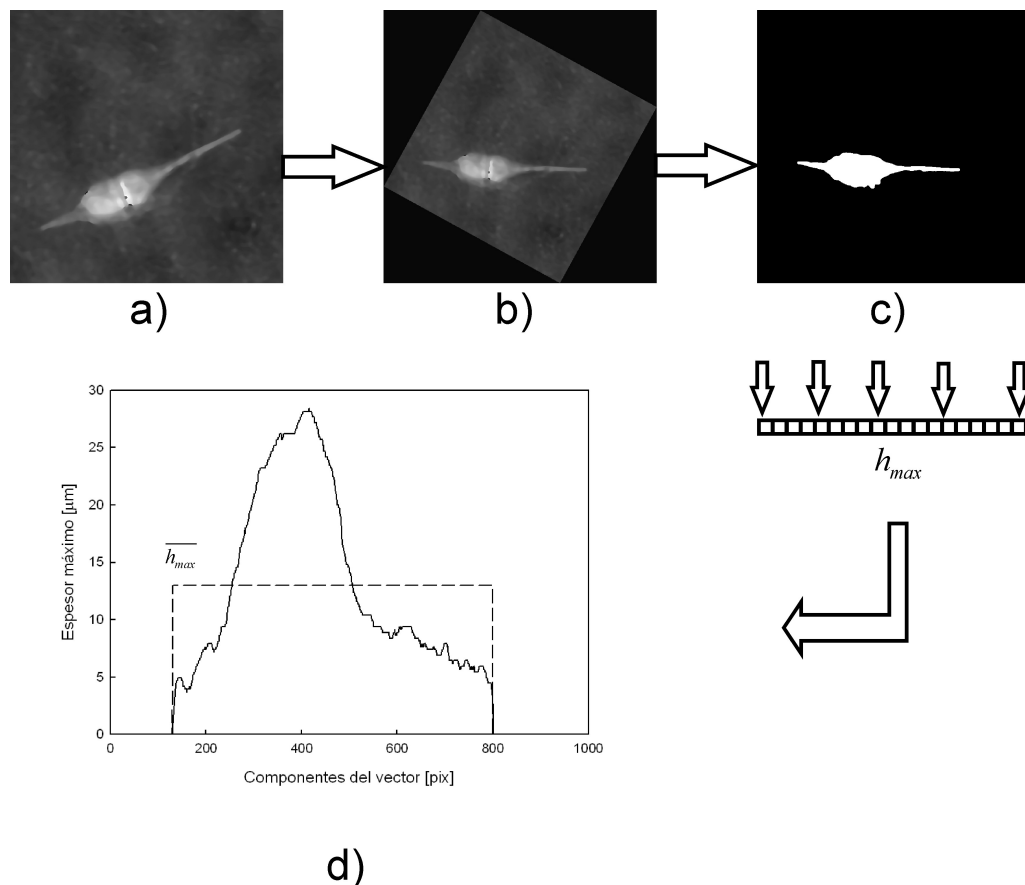 a)
b)
c)
h_max
30
25
20
15
10
5
0
Espesor máximo [µm]
h_max
0
200
400
600
800
1000
Componentes del vector [pix]
d)